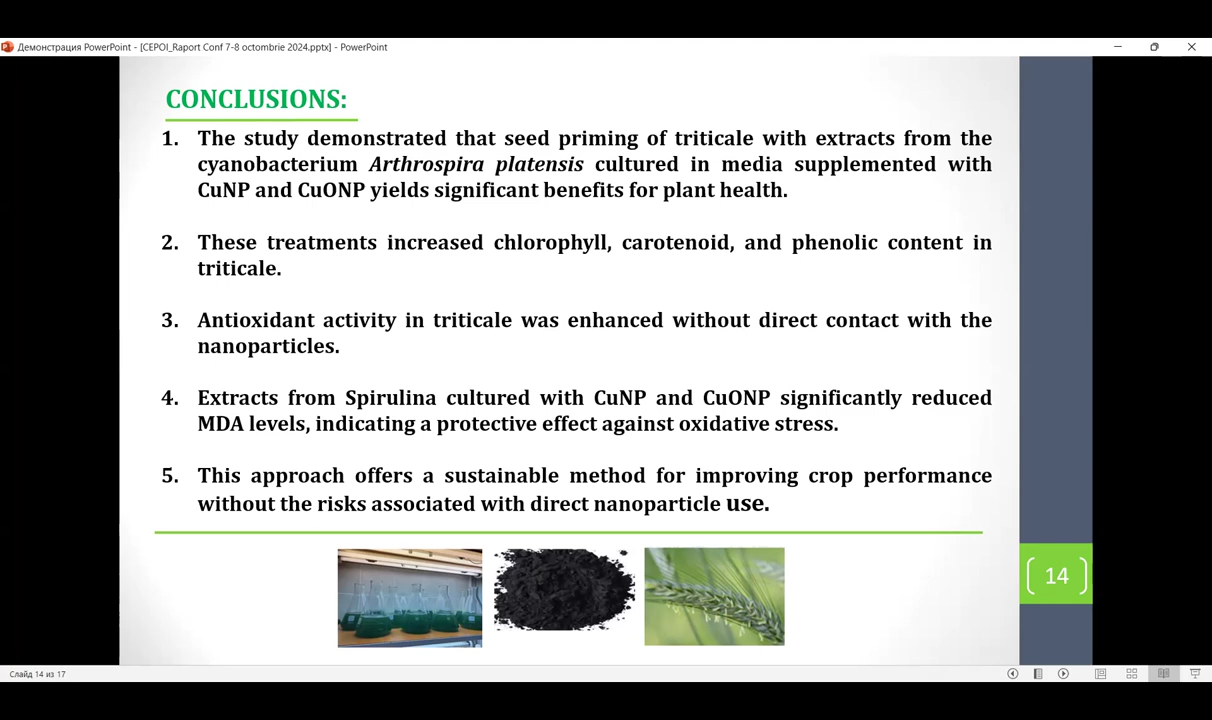 Демонстрация PowerPoint - [CEPOI_Raport Conf 7-8 octombrie 2024.pptx] - PowerPoint
CONCLUSIONS:
1. The study demonstrated that seed priming of triticale with extracts from the
cyanobacterium Arthrospira platensis cultured in media supplemented with
CuNP and CuONP yields significant benefits for plant health.
2. These treatments increased chlorophyll, carotenoid, and phenolic content in
triticale.
3. Antioxidant activity in triticale was enhanced without direct contact with the
nanoparticles.
4. Extracts from Spirulina cultured with CuNP and CuONP significantly reduced
MDA levels, indicating a protective effect against oxidative stress.
5. This approach offers a sustainable method for improving crop performance
without the risks associated with direct nanoparticle use.
14
Слайд 14 из 17